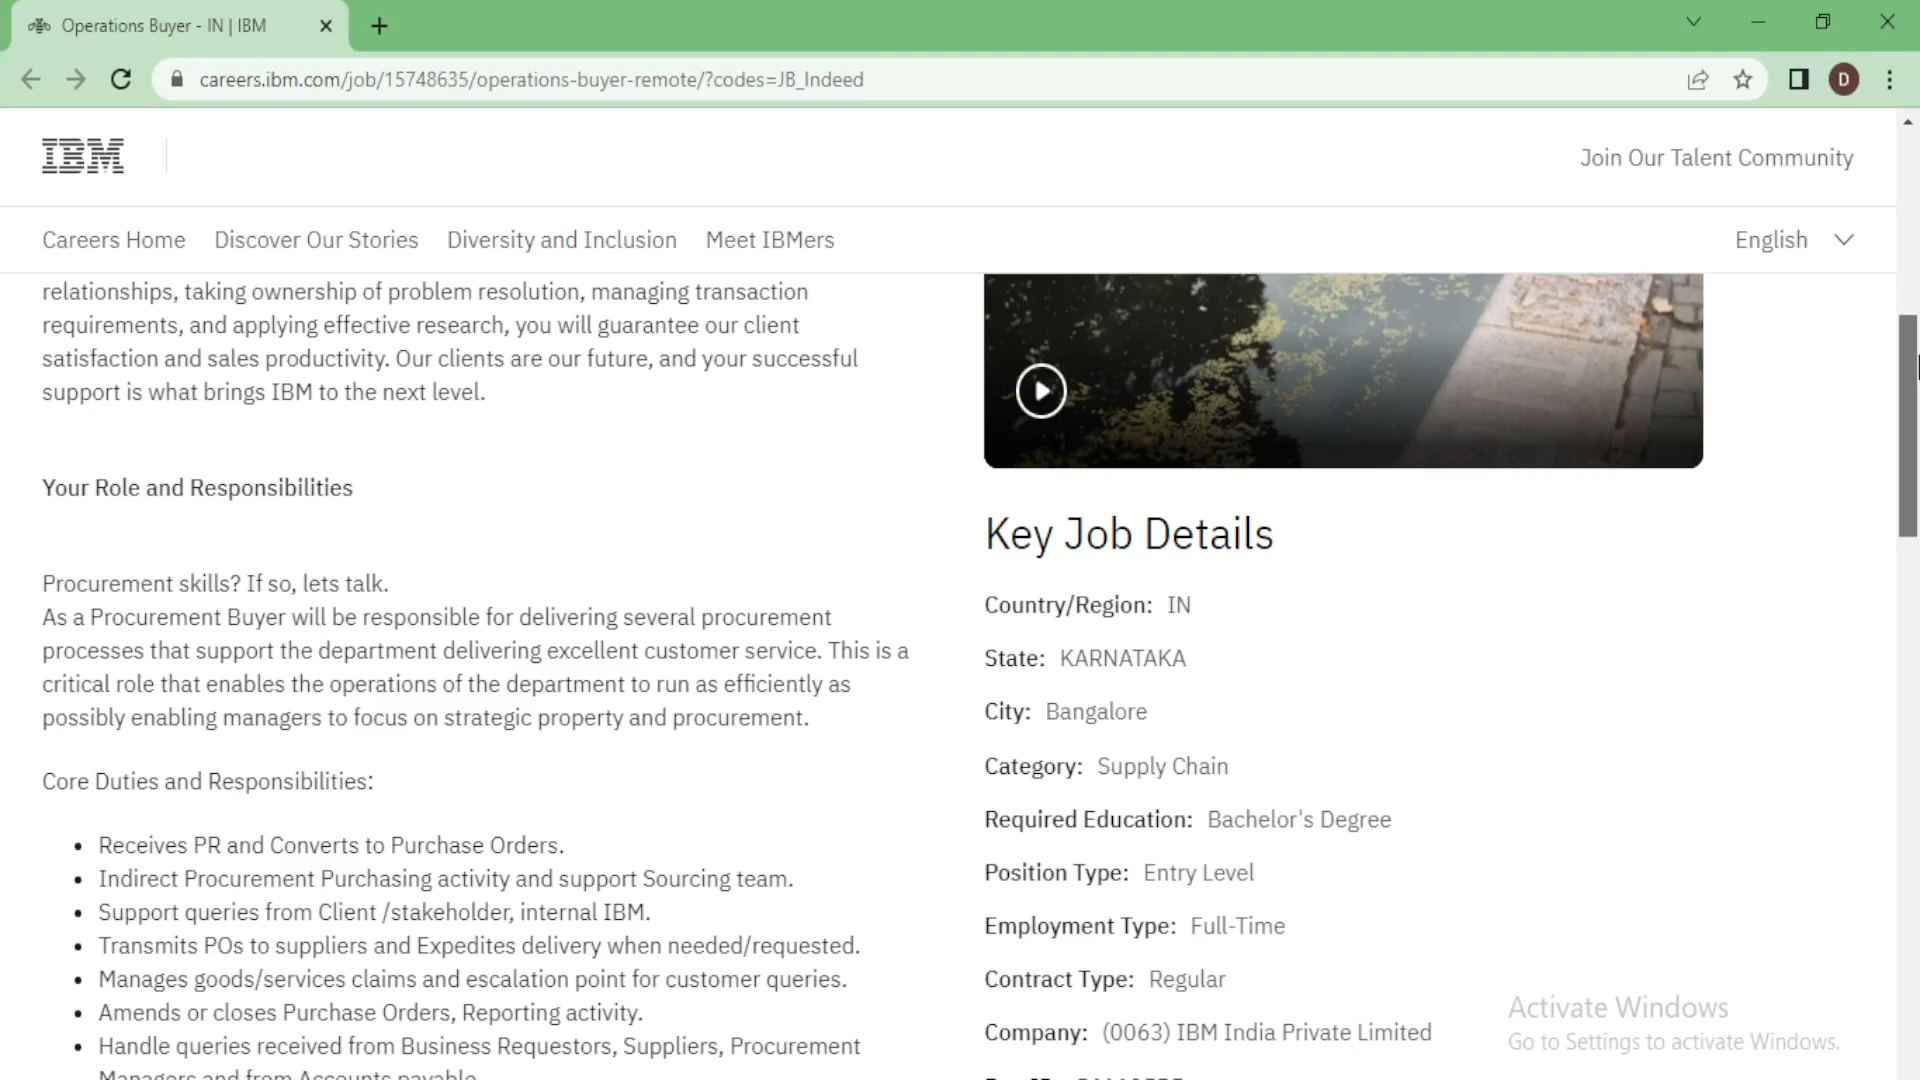 Operations Buyer - IN | IBM
careers.ibm.com/job/15748635/operations-buyer-remote/?codes=JB_Indeed
D
IBM
Join Our Talent Community
Careers Home Discover Our Stories Diversity and Inclusion Meet IBMers English
relationships, taking ownership of problem resolution, managing transaction
requirements, and applying effective research, you will guarantee our client
satisfaction and sales productivity. Our clients are our future, and your successful
support is what brings IBM to the next level.
Your Role and Responsibilities
Procurement skills? If so, lets talk.
As a Procurement Buyer will be responsible for delivering several procurement
processes that support the department delivering excellent customer service. This is a
critical role that enables the operations of the department to run as efficiently as
possibly enabling managers to focus on strategic property and procurement.
Core Duties and Responsibilities:
• Receives PR and Converts to Purchase Orders.
• Indirect Procurement Purchasing activity and support Sourcing team.
• Support queries from Client /stakeholder, internal IBM.
• Transmits POs to suppliers and Expedites delivery when needed/requested.
• Manages goods/services claims and escalation point for customer queries.
• Amends or closes Purchase Orders, Reporting activity.
• Handle queries received from Business Requestors, Suppliers, Procurement
Managers and from Accounts payable
Key Job Details
Country/Region: IN
State: KARNATAKA
City: Bangalore
Category: Supply Chain
Required Education: Bachelor's Degree
Position Type: Entry Level
Employment Type: Full-Time
Contract Type: Regular
Company: (0063) IBM India Private Limited
Activate Windows
Go to Settings to activate Windows.